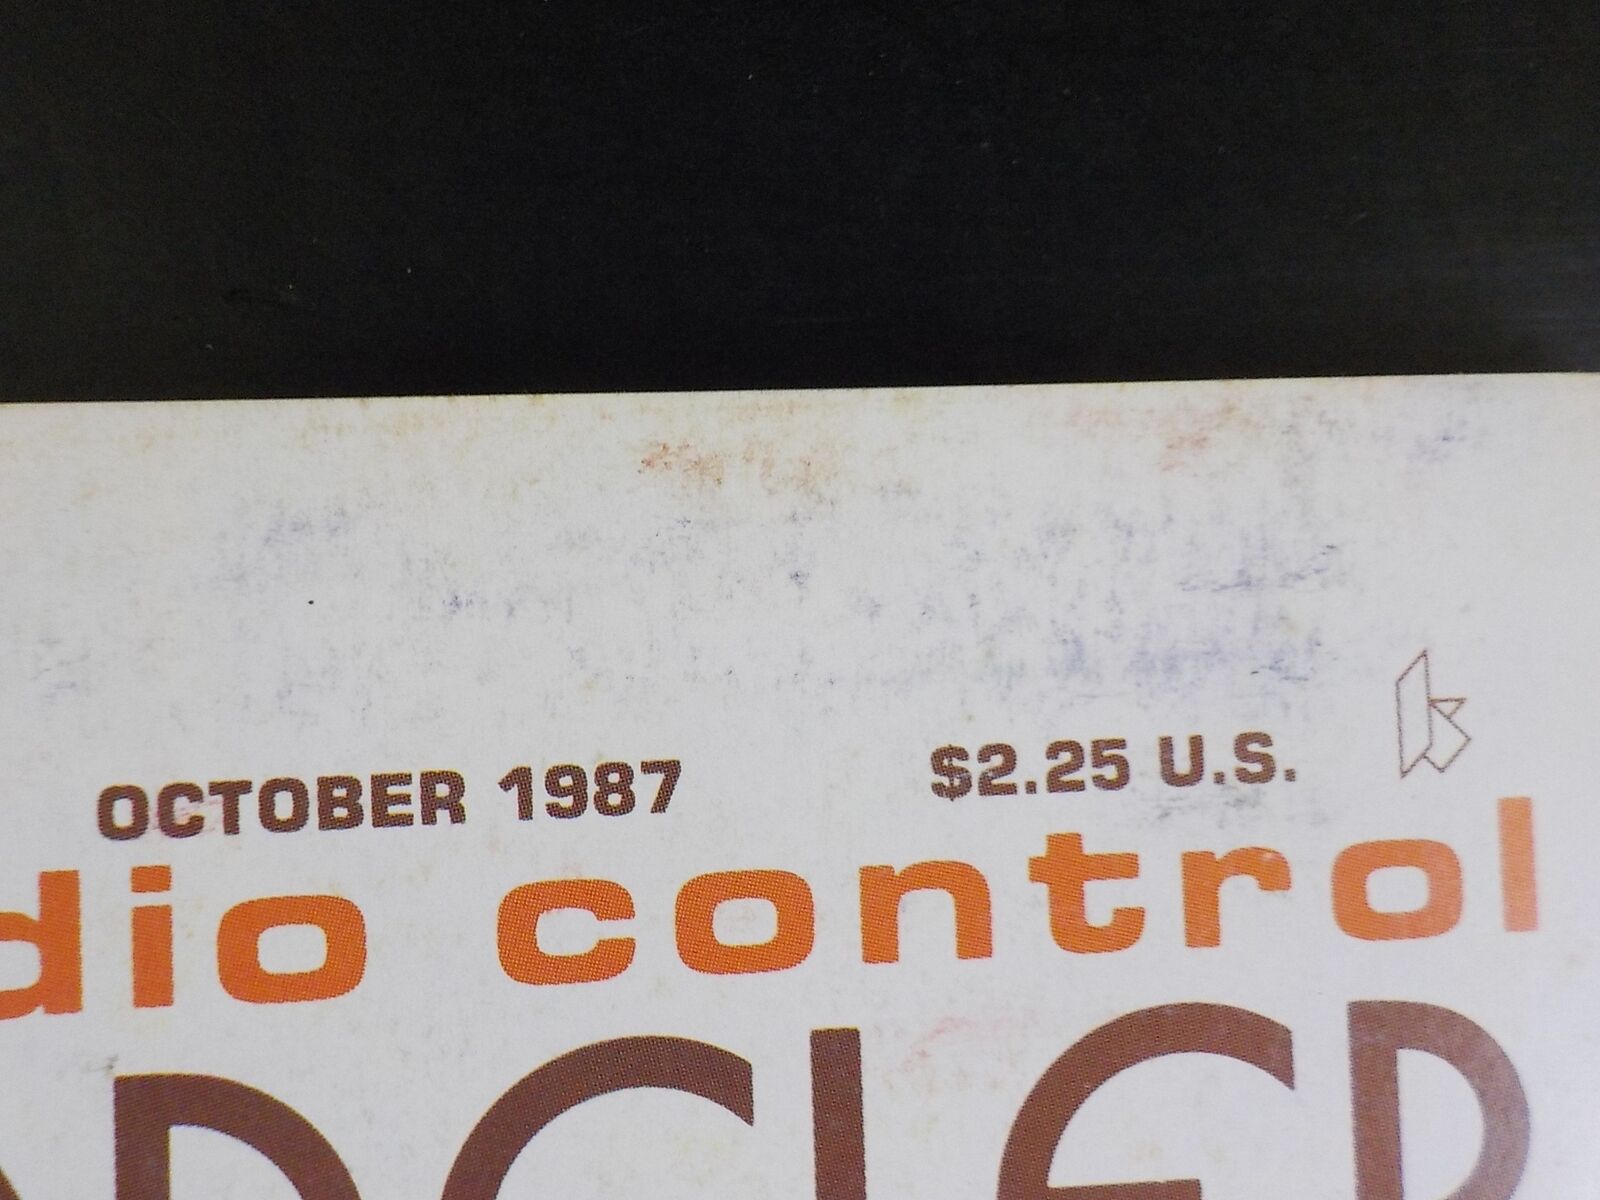 OCTOBER 1987 $2.25 U.S.
dio control